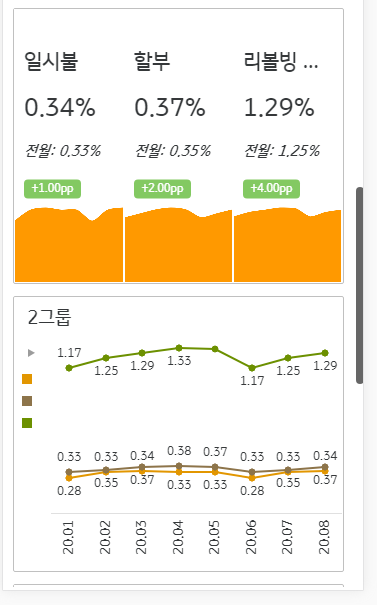 일시불 할부 리볼빙 ...
0.34% 0.37% 1.29%
전월: 0.33% 전월: 0.35% 전월: 1.25%
+1.00pp +2.00pp +4.00pp
2그룹
1.17 1.25 1.29 1.33 1.17 1.25 1.29
0.33 0.33 0.34 0.38 0.37 0.33 0.33 0.34
0.28 0.35 0.37 0.33 0.33 0.28 0.35 0.37
20.01 20.02 20.03 20.04 20.05 20.06 20.07 20.08